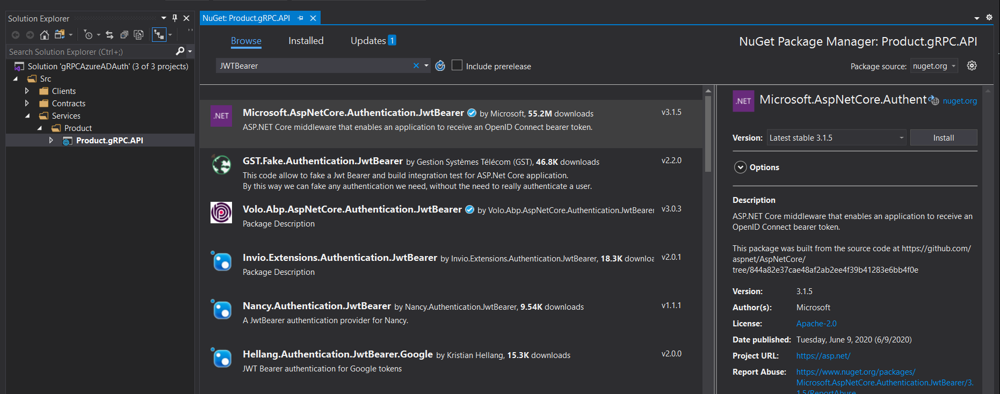 Solution Explorer
Search Solution Explorer (Ctrl+;)
Solution 'gRPCAzureADAuth' (3 of 3 projects)
Src
Clients
Contracts
Services
Product
Product.gRPC.API
NuGet: Product.gRPC.API
Browse
Installed
Updates 1
NuGet Package Manager: Product.gRPC.API
JWTBearer
Include prerelease
Package source: nuget.org
.NET
Microsoft.AspNetCore.Authentication.JwtBearer by Microsoft, 55.2M downloads
v3.1.5
ASP.NET Core middleware that enables an application to receive an OpenID Connect bearer token.
GST.Fake.Authentication.JwtBearer by Gestion Systèmes Télécom (GST), 46.8K downloads
v2.2.0
This code allow to fake a Jwt Bearer and build integration test for ASP.Net Core application.
By this way we can fake any authentication we need, without the need to really authenticate a user.
Volo.Abp.AspNetCore.Authentication.JwtBearer by Volo.Abp.AspNetCore.Authentication.JwtBearer
v3.0.3
Package Description
Invio.Extensions.Authentication.JwtBearer by Invio.Extensions.Authentication.JwtBearer, 18.3K downloa
v2.0.1
Package Description
Nancy.Authentication.JwtBearer by Nancy.Authentication.JwtBearer, 9.54K downloads
v1.1.1
A JwtBearer authentication provider for Nancy.
Hellang.Authentication.JwtBearer.Google by Kristian Hellang, 15.3K downloads
v2.0.0
JWT Bearer authentication for Google tokens
.NET
Microsoft.AspNetCore.Authent
nuget.org
Version: Latest stable 3.1.5
Install
Options
Description
ASP.NET Core middleware that enables an application to receive an
OpenID Connect bearer token.
This package was built from the source code at https://github.com/
aspnet/AspNetCore/
tree/844a82e37cae48af2ab2ee4f39b41283e6bb4f0e
Version: 3.1.5
Author(s): Microsoft
License: Apache-2.0
Date published: Tuesday, June 9, 2020 (6/9/2020)
Project URL: https://asp.net/
Report Abuse: https://www.nuget.org/packages/
Microsoft.AspNetCore.Authentication.JwtBearer/3.
1.5/ReportAbuse